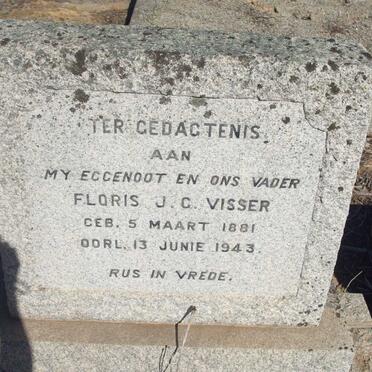 TER GEDAGTENIS.
AAN
MY EGGENOOT EN ONS VADER
FLORIS J. C. VISSER
GEB. 5 MAART 1881
OORL. 13 JUNIE 1943.
RUS IN VREDE.